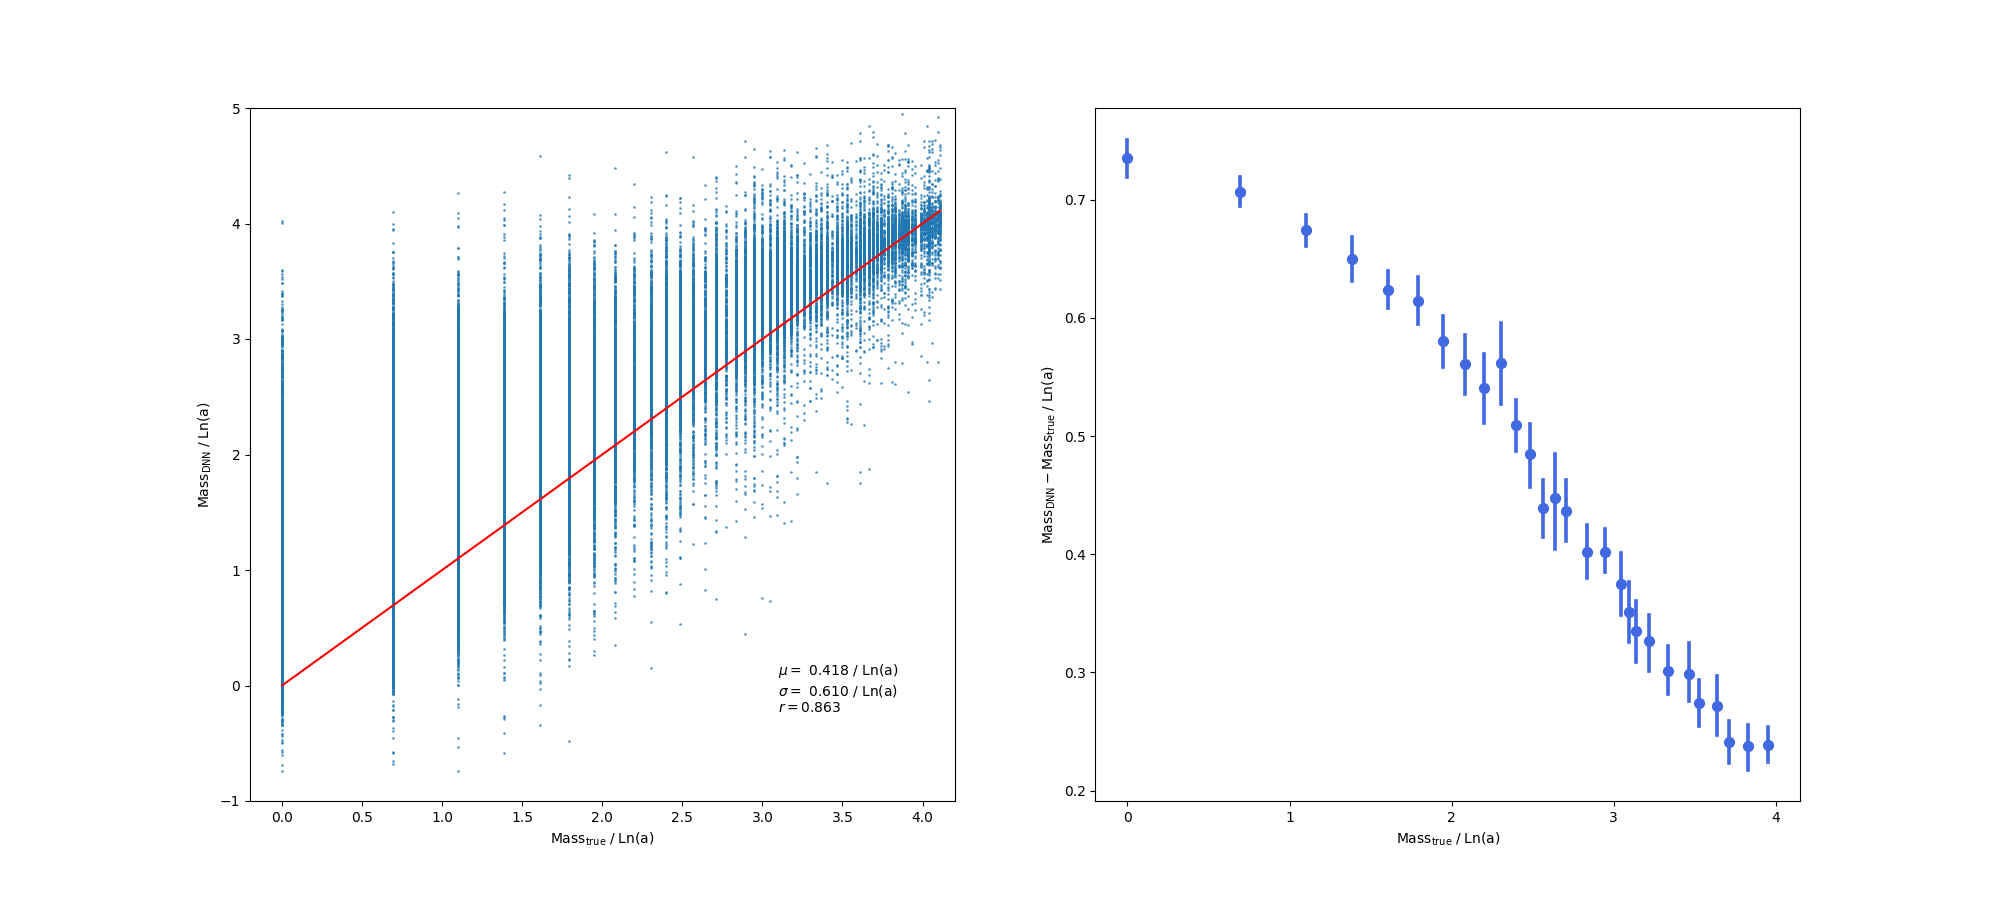 5
4
3
2
1
0
−1
Mass_DNN / Ln(a)
μ = 0.418 / Ln(a)
σ = 0.610 / Ln(a)
r = 0.863
0.0 0.5 1.0 1.5 2.0 2.5 3.0 3.5 4.0
Mass_true / Ln(a)
0.7
0.6
0.5
0.4
0.3
0.2
Mass_DNN − Mass_true / Ln(a)
0 1 2 3 4
Mass_true / Ln(a)